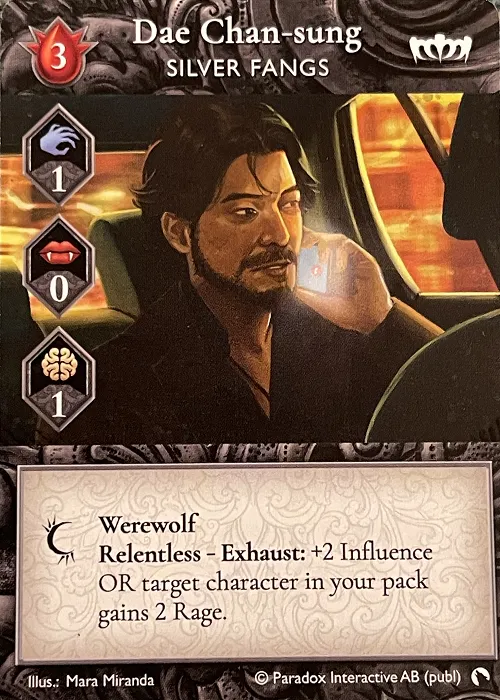 3
Dae Chan-sung
SILVER FANGS
1
0
1
Werewolf
Relentless - Exhaust: +2 Influence
OR target character in your pack
gains 2 Rage.
Illus.: Mara Miranda
© Paradox Interactive AB (publ)